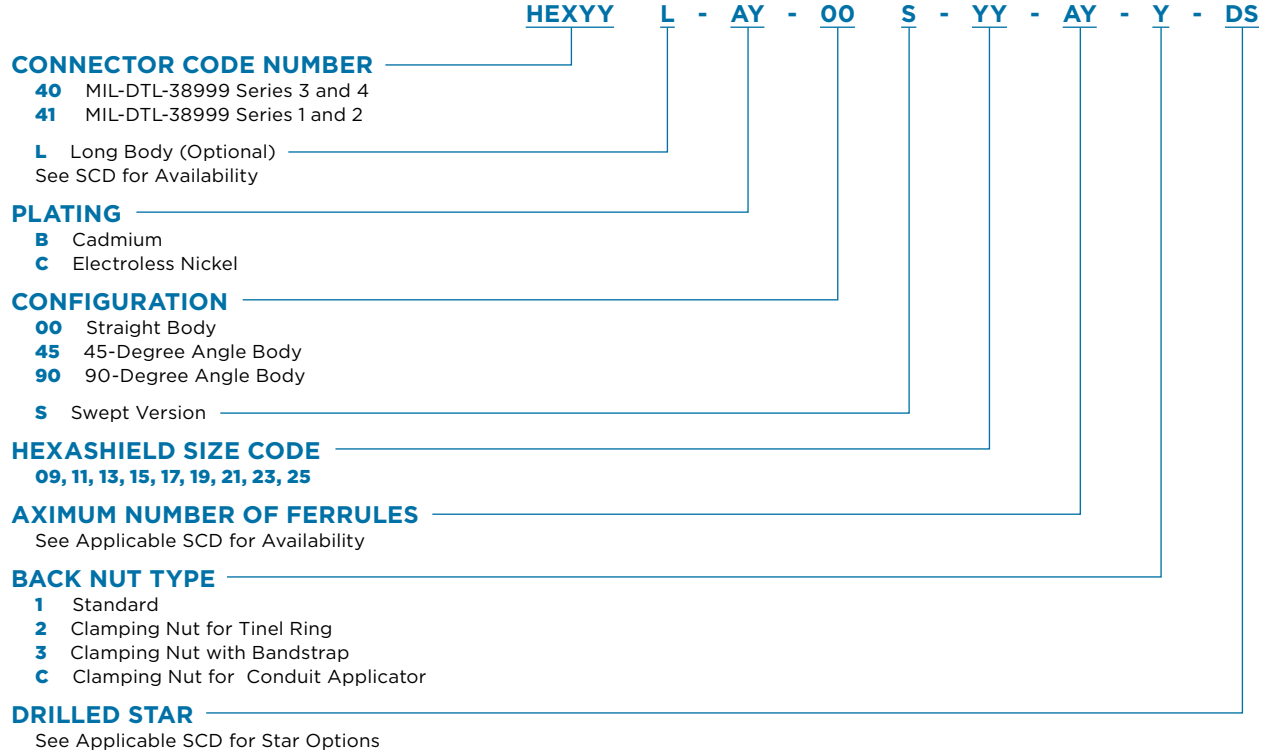 HEXYY L - AY - 00 S - YY - AY - Y - DS
CONNECTOR CODE NUMBER
40 MIL-DTL-38999 Series 3 and 4
41 MIL-DTL-38999 Series 1 and 2
L Long Body (Optional)
See SCD for Availability
PLATING
B Cadmium
C Electroless Nickel
CONFIGURATION
00 Straight Body
45 45-Degree Angle Body
90 90-Degree Angle Body
S Swept Version
HEXASHIELD SIZE CODE
09, 11, 13, 15, 17, 19, 21, 23, 25
AXIMUM NUMBER OF FERRULES
See Applicable SCD for Availability
BACK NUT TYPE
1 Standard
2 Clamping Nut for Tinel Ring
3 Clamping Nut with Bandstrap
C Clamping Nut for Conduit Applicator
DRILLED STAR
See Applicable SCD for Star Options